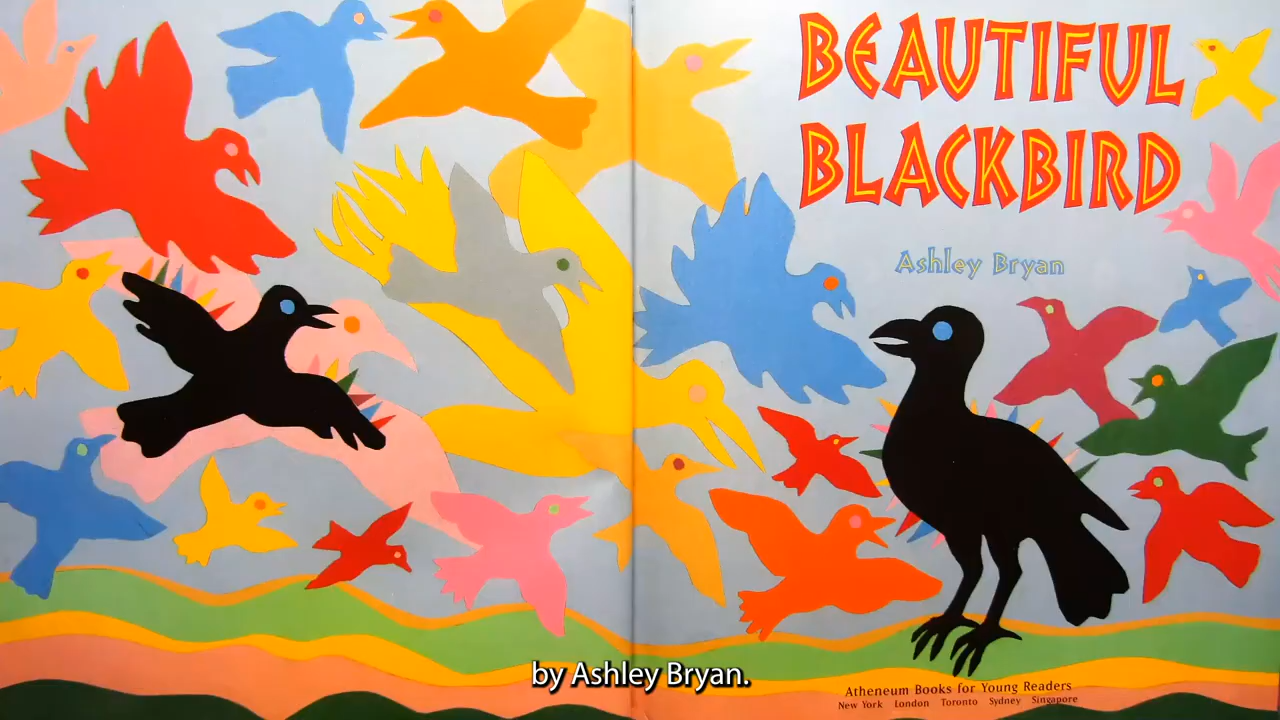 BEAUTIFUL
BLACKBIRD
Ashley Bryan
by Ashley Bryan.
Atheneum Books for Young Readers
New York London Toronto Sydney Singapore